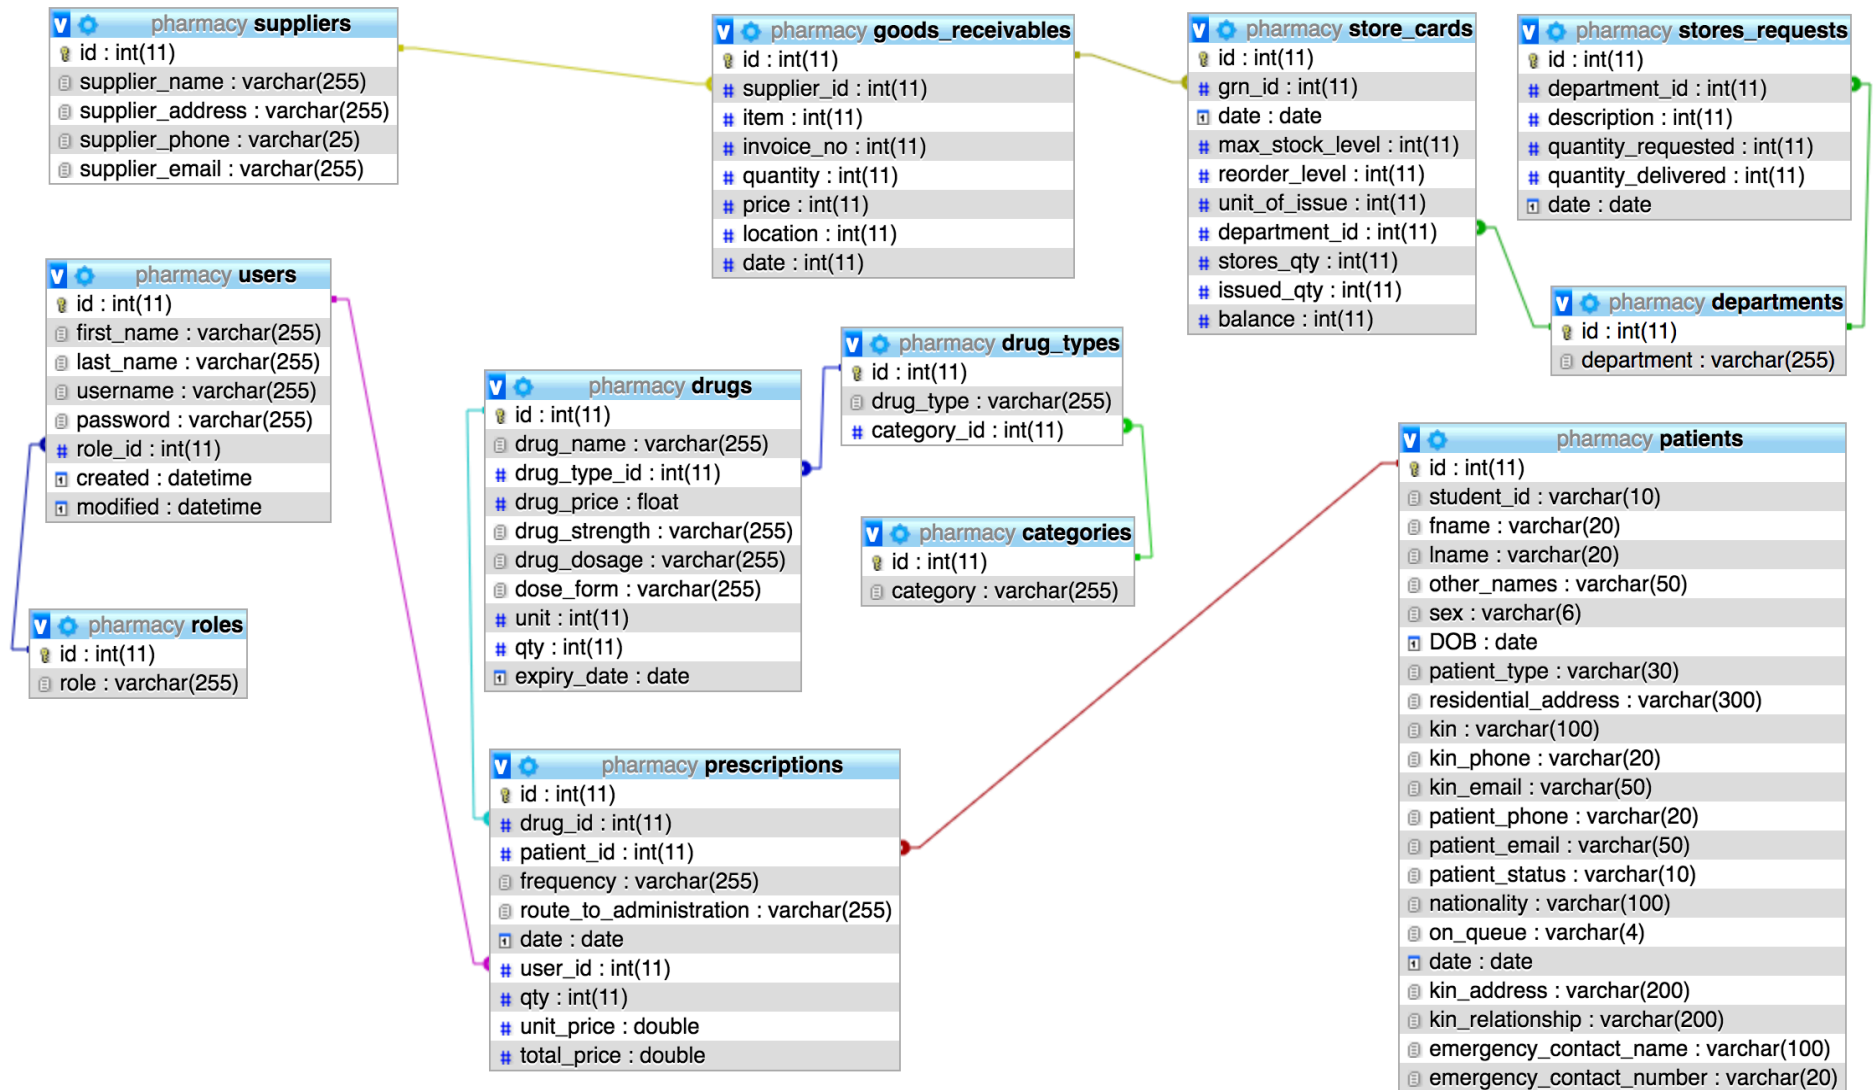 pharmacy suppliers
id : int(11)
supplier_name : varchar(255)
supplier_address : varchar(255)
supplier_phone : varchar(25)
supplier_email : varchar(255)
pharmacy goods_receivables
id : int(11)
supplier_id : int(11)
item : int(11)
invoice_no : int(11)
quantity : int(11)
price : int(11)
location : int(11)
date : int(11)
pharmacy store_cards
id : int(11)
grn_id : int(11)
date : date
max_stock_level : int(11)
reorder_level : int(11)
unit_of_issue : int(11)
department_id : int(11)
stores_qty : int(11)
issued_qty : int(11)
balance : int(11)
pharmacy stores_requests
id : int(11)
department_id : int(11)
description : int(11)
quantity_requested : int(11)
quantity_delivered : int(11)
date : date
pharmacy users
id : int(11)
first_name : varchar(255)
last_name : varchar(255)
username : varchar(255)
password : varchar(255)
role_id : int(11)
created : datetime
modified : datetime
pharmacy departments
id : int(11)
department : varchar(255)
pharmacy drug_types
id : int(11)
drug_type : varchar(255)
category_id : int(11)
pharmacy drugs
id : int(11)
drug_name : varchar(255)
drug_type_id : int(11)
drug_price : float
drug_strength : varchar(255)
drug_dosage : varchar(255)
dose_form : varchar(255)
unit : int(11)
qty : int(11)
expiry_date : date
pharmacy categories
id : int(11)
category : varchar(255)
pharmacy roles
id : int(11)
role : varchar(255)
pharmacy prescriptions
id : int(11)
drug_id : int(11)
patient_id : int(11)
frequency : varchar(255)
route_to_administration : varchar(255)
date : date
user_id : int(11)
qty : int(11)
unit_price : double
total_price : double
pharmacy patients
id : int(11)
student_id : varchar(10)
fname : varchar(20)
lname : varchar(20)
other_names : varchar(50)
sex : varchar(6)
DOB : date
patient_type : varchar(30)
residential_address : varchar(300)
kin : varchar(100)
kin_phone : varchar(20)
kin_email : varchar(50)
patient_phone : varchar(20)
patient_email : varchar(50)
patient_status : varchar(10)
nationality : varchar(100)
on_queue : varchar(4)
date : date
kin_address : varchar(200)
kin_relationship : varchar(200)
emergency_contact_name : varchar(100)
emergency_contact_number : varchar(20)